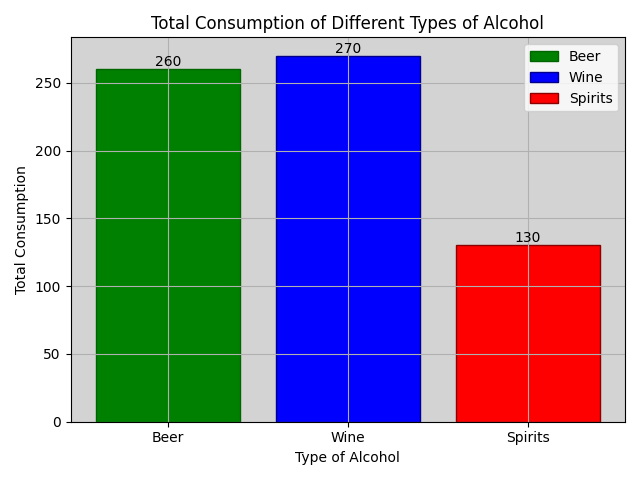 Total Consumption of Different Types of Alcohol
Total Consumption
250
200
150
100
50
0
260
270
130
Beer
Wine
Spirits
Beer
Wine
Spirits
Type of Alcohol